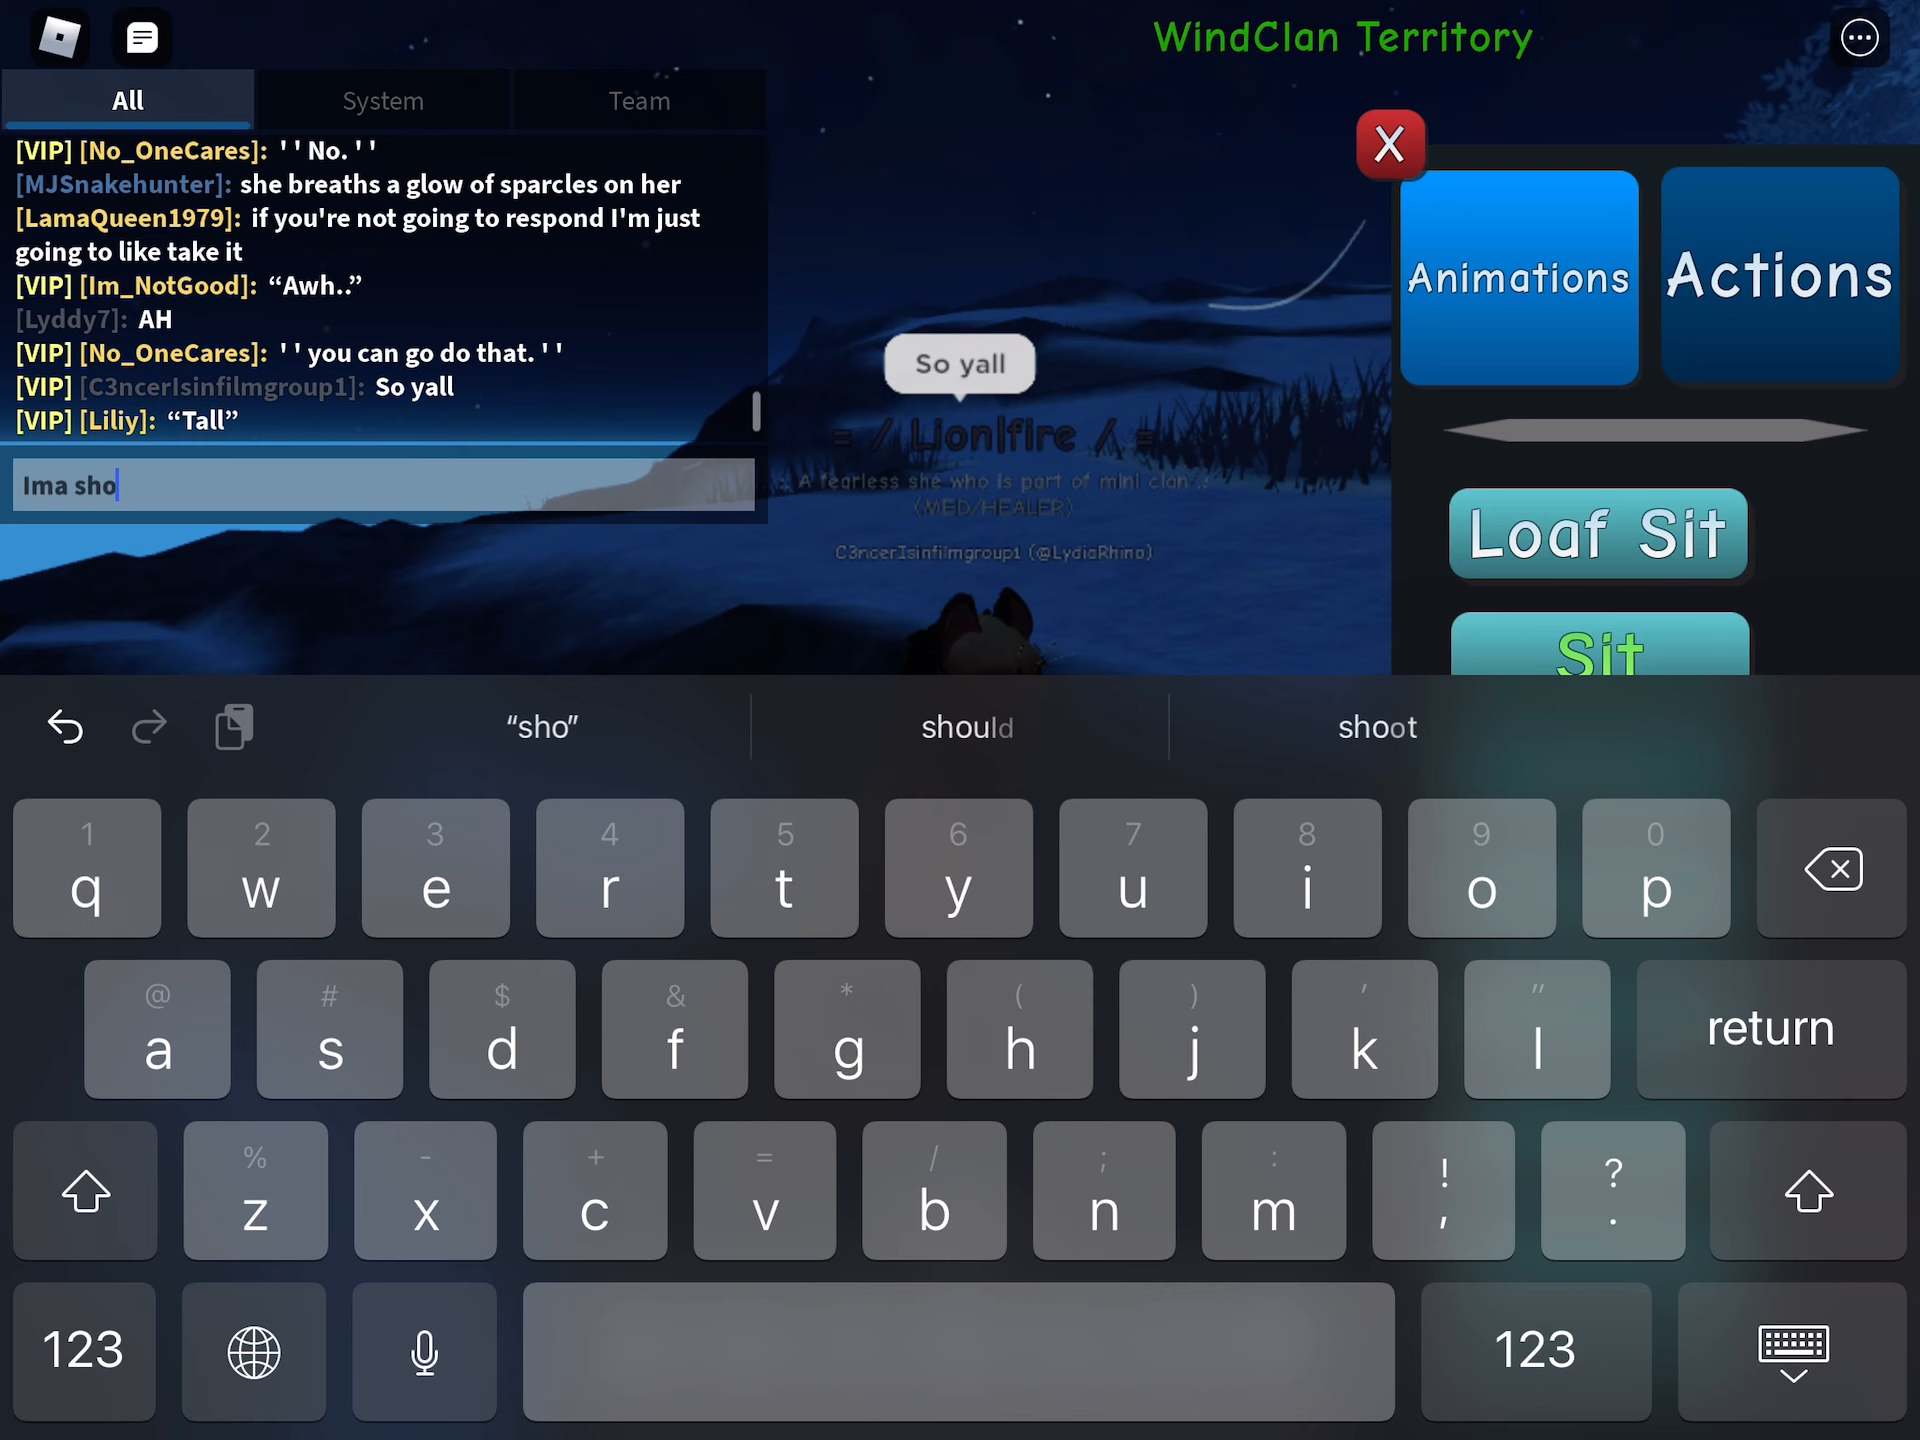 WindClan Territory
All System Team
[VIP] [No_OneCares]: ' ' No. ' '
[MJSnakehunter]: she breaths a glow of sparcles on her
[LamaQueen1979]: if you're not going to respond I'm just
going to like take it
[VIP] [Im_NotGood]: “Awh..”
[Lyddy7]: AH
[VIP] [No_OneCares]: ' ' you can go do that. ' '
[VIP] [C3ncerIsinfilmgroup1]: So yall
[VIP] [Liliy]: “Tall”
Ima sho
So yall
= / Lion|fire / =
A fearless she who is part of mini clan
(MED/HEALER)
C3ncerIsinfilmgroup1 (@LydiaRhino)
X
Animations Actions
Loaf Sit
Sit
“sho” should shoot
1 2 3 4 5 6 7 8 9 0
q w e r t y u i o p
@ # $ & * ( ) ' "
a s d f g h j k l return
% - + = / ; : ! ?
z x c v b n m , .
123 123